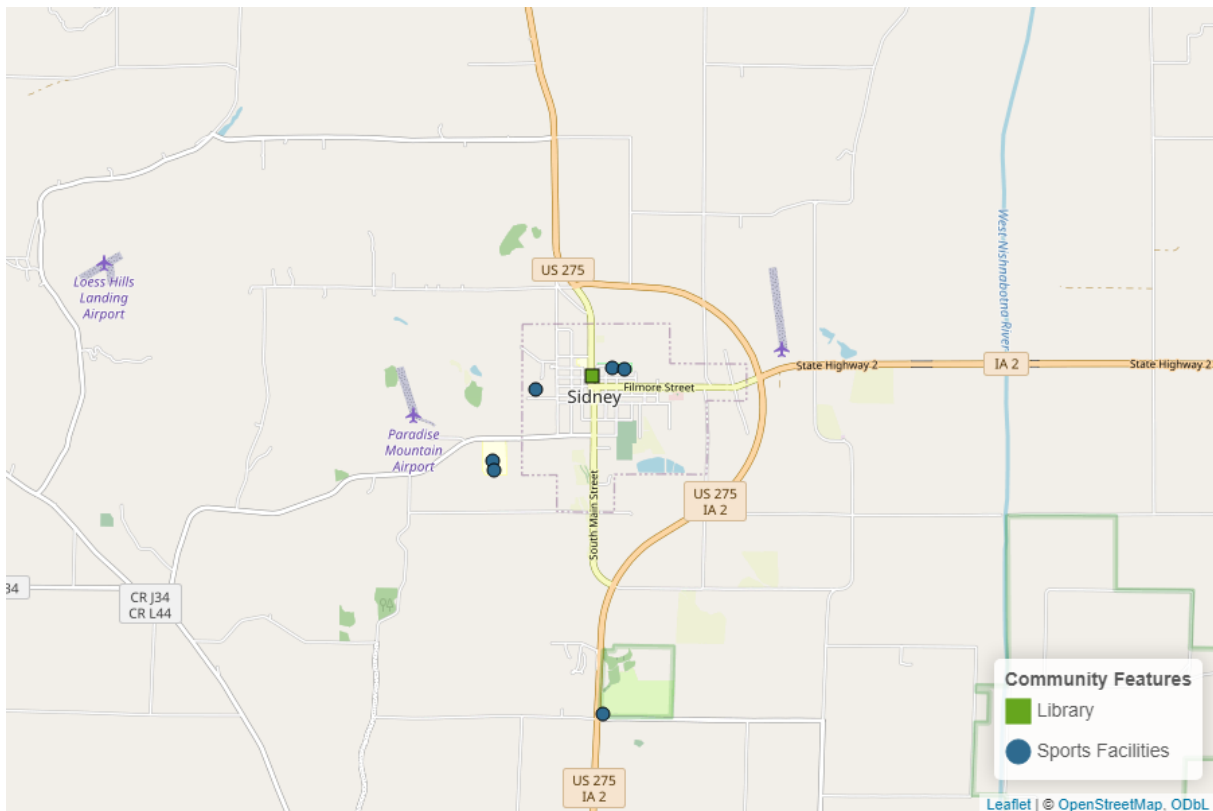 US 275
Loess Hills
Landing
Airport
West Nishnabotna River
State Highway 2
IA 2
State Highway 2
Filmore Street
Sidney
Paradise
Mountain
Airport
South Main Street
US 275
IA 2
34
CR J34
CR L44
US 275
IA 2
Community Features
Library
Sports Facilities
Leaflet | © OpenStreetMap, ODbL